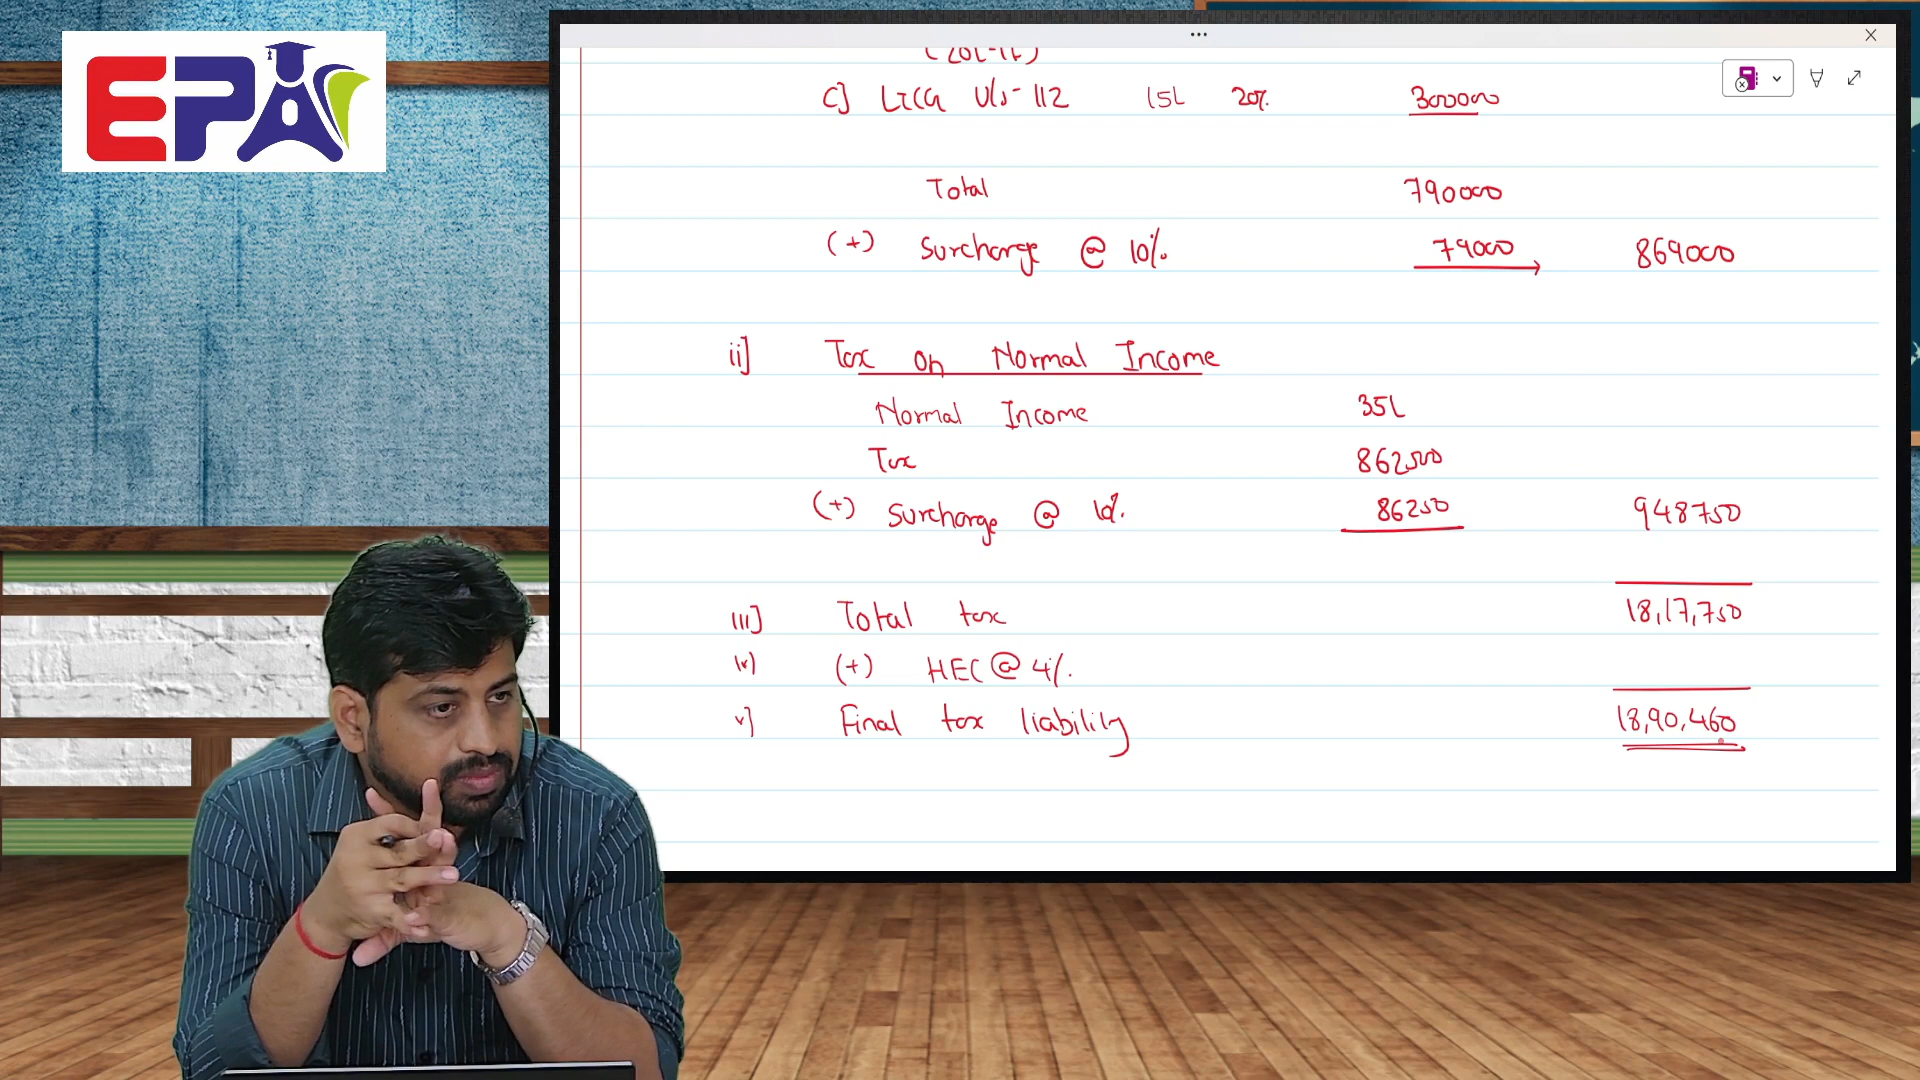 EPA
(20L-1L)
C] LTCG U/s-112 15L 20% 300000
Total 790000
(+) Surcharge @ 10% 79000 869000
ii] Tax on Normal Income
Normal Income 35L
Tax 862500
(+) Surcharge @ 10% 86250 948750
iii] Total tax 18,17,750
iv) (+) HEC @ 4%.
v] Final tax liability 18,90,460